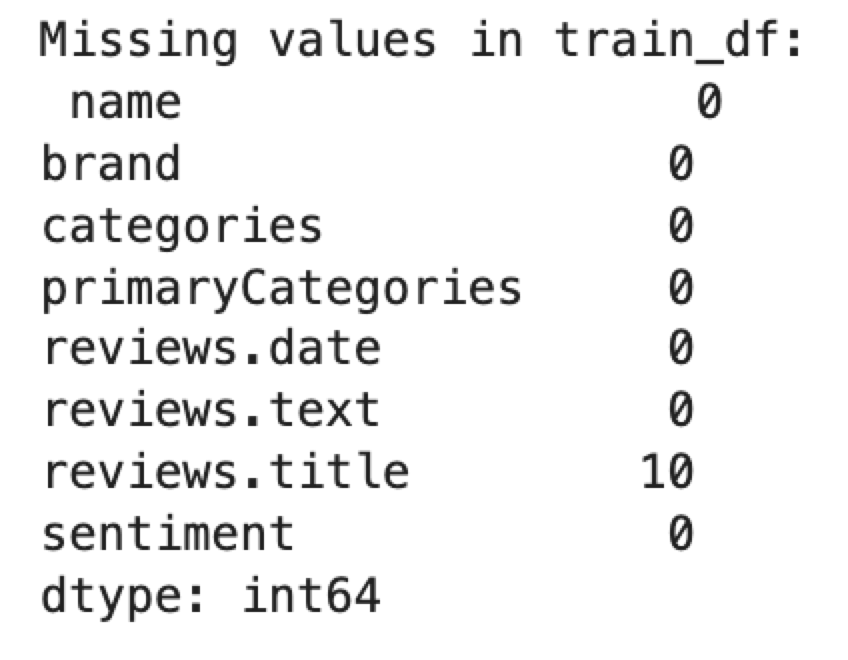 Missing values in train_df:
 name                  0
brand                 0
categories            0
primaryCategories     0
reviews.date          0
reviews.text          0
reviews.title        10
sentiment             0
dtype: int64